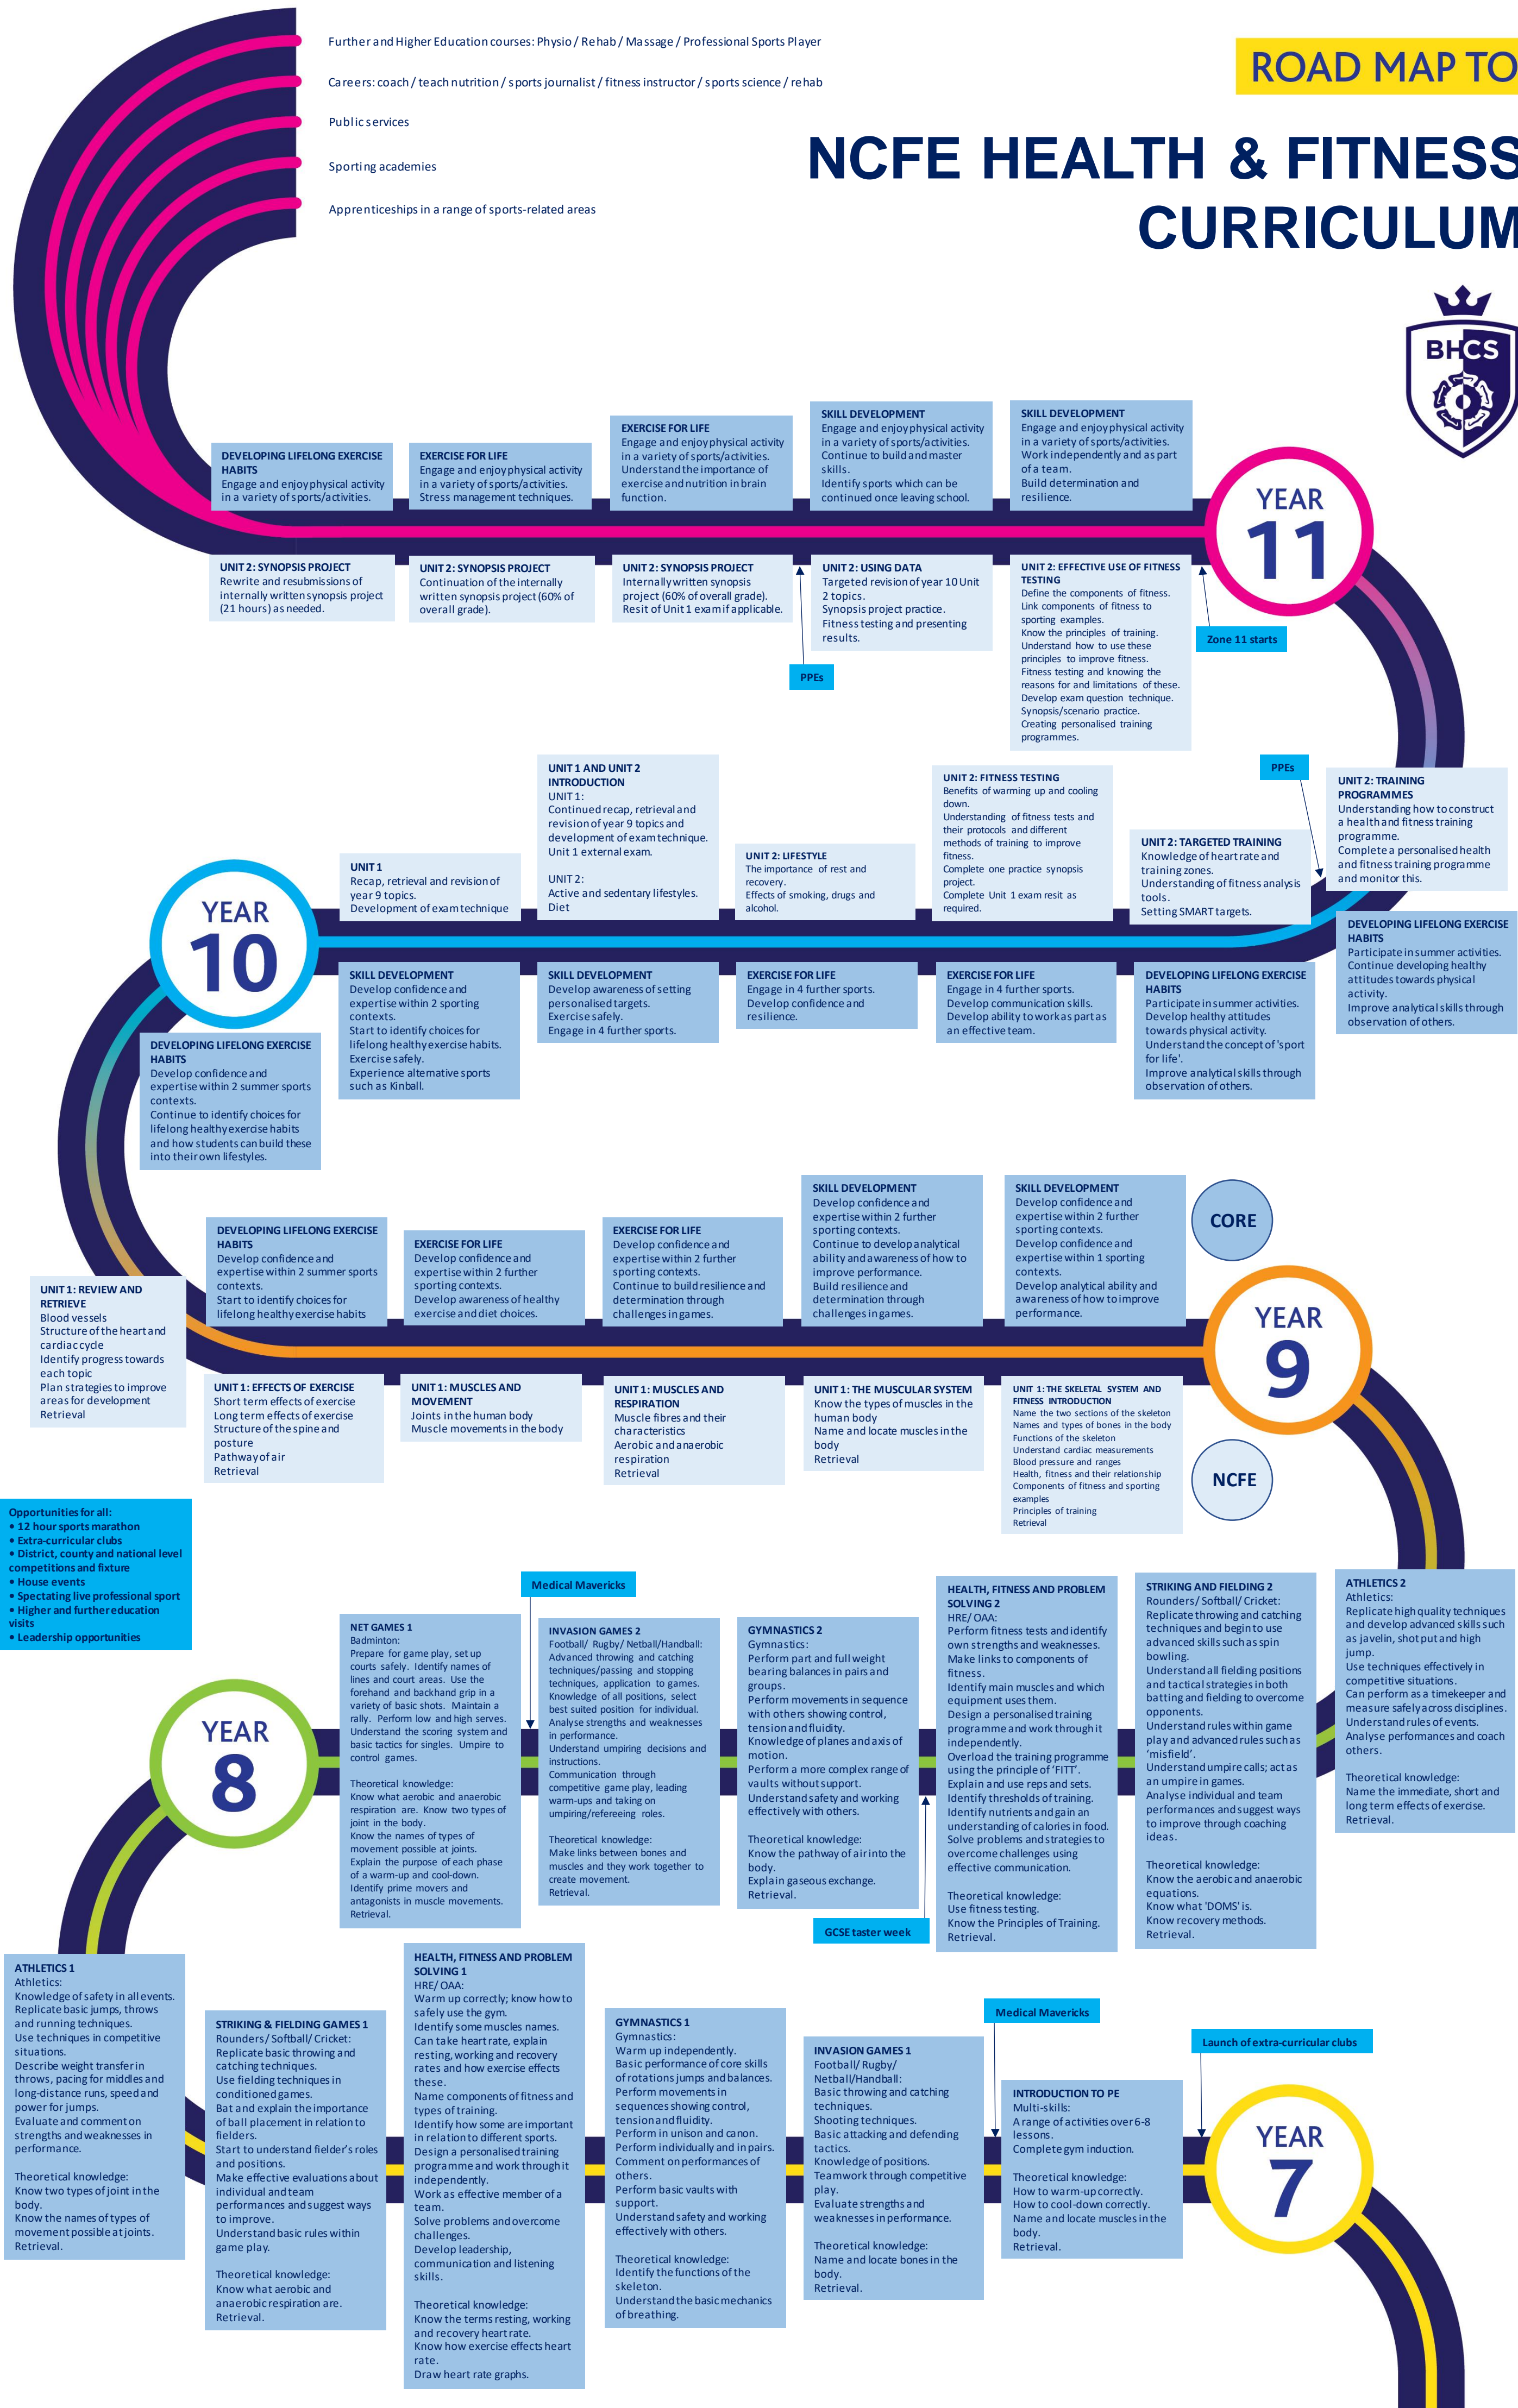 Further and Higher Education courses: Physio / Rehab / Massage / Professional Sports Player
Careers: coach / teach nutrition / sports journalist / fitness instructor / sports science / rehab
Public services
Sporting academies
Apprenticeships in a range of sports-related areas
ROAD MAP TO
NCFE HEALTH & FITNESS
CURRICULUM
BHCS
DEVELOPING LIFELONG EXERCISE
HABITS
Engage and enjoy physical activity
in a variety of sports/activities.
EXERCISE FOR LIFE
Engage and enjoy physical activity
in a variety of sports/activities.
Stress management techniques.
EXERCISE FOR LIFE
Engage and enjoy physical activity
in a variety of sports/activities.
Understand the importance of
exercise and nutrition in brain
function.
SKILL DEVELOPMENT
Engage and enjoy physical activity
in a variety of sports/activities.
Continue to build and master
skills.
Identify sports which can be
continued once leaving school.
SKILL DEVELOPMENT
Engage and enjoy physical activity
in a variety of sports/activities.
Work independently and as part
of a team.
Build determination and
resilience.
YEAR
11
UNIT 2: SYNOPSIS PROJECT
Rewrite and resubmissions of
internally written synopsis project
(21 hours) as needed.
UNIT 2: SYNOPSIS PROJECT
Continuation of the internally
written synopsis project (60% of
overall grade).
UNIT 2: SYNOPSIS PROJECT
Internally written synopsis
project (60% of overall grade).
Resit of Unit 1 exam if applicable.
PPEs
UNIT 2: USING DATA
Targeted revision of year 10 Unit
2 topics.
Synopsis project practice.
Fitness testing and presenting
results.
UNIT 2: EFFECTIVE USE OF FITNESS
TESTING
Define the components of fitness.
Link components of fitness to
sporting examples.
Know the principles of training.
Understand how to use these
principles to improve fitness.
Fitness testing and knowing the
reasons for and limitations of these.
Develop exam question technique.
Synopsis/scenario practice.
Creating personalised training
programmes.
Zone 11 starts
YEAR
10
UNIT 1
Recap, retrieval and revision of
year 9 topics.
Development of exam technique
UNIT 1 AND UNIT 2
INTRODUCTION
UNIT 1:
Continued recap, retrieval and
revision of year 9 topics and
development of exam technique.
Unit 1 external exam.
UNIT 2:
Active and sedentary lifestyles.
Diet
UNIT 2: LIFESTYLE
The importance of rest and
recovery.
Effects of smoking, drugs and
alcohol.
UNIT 2: FITNESS TESTING
Benefits of warming up and cooling
down.
Understanding of fitness tests and
their protocols and different
methods of training to improve
fitness.
Complete one practice synopsis
project.
Complete Unit 1 exam resit as
required.
UNIT 2: TARGETED TRAINING
Knowledge of heart rate and
training zones.
Understanding of fitness analysis
tools.
Setting SMART targets.
PPEs
UNIT 2: TRAINING
PROGRAMMES
Understanding how to construct
a health and fitness training
programme.
Complete a personalised health
and fitness training programme
and monitor this.
DEVELOPING LIFELONG EXERCISE
HABITS
Develop confidence and
expertise within 2 summer sports
contexts.
Continue to identify choices for
lifelong healthy exercise habits
and how students can build these
into their own lifestyles.
SKILL DEVELOPMENT
Develop confidence and
expertise within 2 sporting
contexts.
Start to identify choices for
lifelong healthy exercise habits.
Exercise safely.
Experience alternative sports
such as Kinball.
SKILL DEVELOPMENT
Develop awareness of setting
personalised targets.
Exercise safely.
Engage in 4 further sports.
EXERCISE FOR LIFE
Engage in 4 further sports.
Develop confidence and
resilience.
EXERCISE FOR LIFE
Engage in 4 further sports.
Develop communication skills.
Develop ability to work as part as
an effective team.
DEVELOPING LIFELONG EXERCISE
HABITS
Participate in summer activities.
Develop healthy attitudes
towards physical activity.
Understand the concept of 'sport
for life'.
Improve analytical skills through
observation of others.
DEVELOPING LIFELONG EXERCISE
HABITS
Participate in summer activities.
Continue developing healthy
attitudes towards physical
activity.
Improve analytical skills through
observation of others.
DEVELOPING LIFELONG EXERCISE
HABITS
Develop confidence and
expertise within 2 summer sports
contexts.
Start to identify choices for
lifelong healthy exercise habits
EXERCISE FOR LIFE
Develop confidence and
expertise within 2 further
sporting contexts.
Develop awareness of healthy
exercise and diet choices.
EXERCISE FOR LIFE
Develop confidence and
expertise within 2 further
sporting contexts.
Continue to build resilience and
determination through
challenges in games.
SKILL DEVELOPMENT
Develop confidence and
expertise within 2 further
sporting contexts.
Continue to develop analytical
ability and awareness of how to
improve performance.
Build resilience and
determination through
challenges in games.
SKILL DEVELOPMENT
Develop confidence and
expertise within 2 further
sporting contexts.
Develop confidence and
expertise within 1 sporting
contexts.
Develop analytical ability and
awareness of how to improve
performance.
CORE
YEAR
9
NCFE
UNIT 1: REVIEW AND
RETRIEVE
Blood vessels
Structure of the heart and
cardiac cycle
Identify progress towards
each topic
Plan strategies to improve
areas for development
Retrieval
UNIT 1: EFFECTS OF EXERCISE
Short term effects of exercise
Long term effects of exercise
Structure of the spine and
posture
Pathway of air
Retrieval
UNIT 1: MUSCLES AND
MOVEMENT
Joints in the human body
Muscle movements in the body
UNIT 1: MUSCLES AND
RESPIRATION
Muscle fibres and their
characteristics
Aerobic and anaerobic
respiration
Retrieval
UNIT 1: THE MUSCULAR SYSTEM
Know the types of muscles in the
human body
Name and locate muscles in the
body
Retrieval
UNIT 1: THE SKELETAL SYSTEM AND
FITNESS INTRODUCTION
Name the two sections of the skeleton
Names and types of bones in the body
Functions of the skeleton
Understand cardiac measurements
Blood pressure and ranges
Health, fitness and their relationship
Components of fitness and sporting
examples
Principles of training
Retrieval
Opportunities for all:
• 12 hour sports marathon
• Extra-curricular clubs
• District, county and national level
competitions and fixture
• House events
• Spectating live professional sport
• Higher and further education
visits
• Leadership opportunities
YEAR
8
NET GAMES 1
Badminton:
Prepare for game play, set up
courts safely. Identify names of
lines and court areas. Use the
forehand and backhand grip in a
variety of basic shots. Maintain a
rally. Perform low and high serves.
Understand the scoring system and
basic tactics for singles. Umpire to
control games.
Theoretical knowledge:
Know what aerobic and anaerobic
respiration are. Know two types of
joint in the body.
Know the names of types of
movement possible at joints.
Explain the purpose of each phase
of a warm-up and cool-down.
Identify prime movers and
antagonists in muscle movements.
Retrieval.
Medical Mavericks
INVASION GAMES 2
Football/ Rugby/ Netball/Handball:
Advanced throwing and catching
techniques/passing and stopping
techniques, application to games.
Knowledge of all positions, select
best suited position for individual.
Analyse strengths and weaknesses
in performance.
Understand umpiring decisions and
instructions.
Communication through
competitive game play, leading
warm-ups and taking on
umpiring/refereeing roles.
Theoretical knowledge:
Make links between bones and
muscles and they work together to
create movement.
Retrieval.
GYMNASTICS 2
Gymnastics:
Perform part and full weight
bearing balances in pairs and
groups.
Perform movements in sequence
with others showing control,
tension and fluidity.
Knowledge of planes and axis of
motion.
Perform a more complex range of
vaults without support.
Understand safety and working
effectively with others.
Theoretical knowledge:
Know the pathway of air into the
body.
Explain gaseous exchange.
Retrieval.
GCSE taster week
HEALTH, FITNESS AND PROBLEM
SOLVING 2
HRE/ OAA:
Perform fitness tests and identify
own strengths and weaknesses.
Make links to components of
fitness.
Identify main muscles and which
equipment uses them.
Design a personalised training
programme and work through it
independently.
Overload the training programme
using the principle of ‘FITT’.
Explain and use reps and sets.
Identify thresholds of training.
Identify nutrients and gain an
understanding of calories in food.
Solve problems and strategies to
overcome challenges using
effective communication.
Theoretical knowledge:
Use fitness testing.
Know the Principles of Training.
Retrieval.
STRIKING AND FIELDING 2
Rounders/ Softball/ Cricket:
Replicate throwing and catching
techniques and begin to use
advanced skills such as spin
bowling.
Understand all fielding positions
and tactical strategies in both
batting and fielding to overcome
opponents.
Understand rules within game
play and advanced rules such as
‘misfield’.
Understand umpire calls; act as
an umpire in games.
Analyse individual and team
performances and suggest ways
to improve through coaching
ideas.
Theoretical knowledge:
Know the aerobic and anaerobic
equations.
Know what 'DOMS' is.
Know recovery methods.
Retrieval.
ATHLETICS 2
Athletics:
Replicate high quality techniques
and develop advanced skills such
as javelin, shot put and high
jump.
Use techniques effectively in
competitive situations.
Can perform as a timekeeper and
measure safely across disciplines.
Understand rules of events.
Analyse performances and coach
others.
Theoretical knowledge:
Name the immediate, short and
long term effects of exercise.
Retrieval.
ATHLETICS 1
Athletics:
Knowledge of safety in all events.
Replicate basic jumps, throws
and running techniques.
Use techniques in competitive
situations.
Describe weight transfer in
throws, pacing for middles and
long-distance runs, speed and
power for jumps.
Evaluate and comment on
strengths and weaknesses in
performance.
Theoretical knowledge:
Know two types of joint in the
body.
Know the names of types of
movement possible at joints.
Retrieval.
STRIKING & FIELDING GAMES 1
Rounders/ Softball/ Cricket:
Replicate basic throwing and
catching techniques.
Use fielding techniques in
conditioned games.
Bat and explain the importance
of ball placement in relation to
fielders.
Start to understand fielder’s roles
and positions.
Make effective evaluations about
individual and team
performances and suggest ways
to improve.
Understand basic rules within
game play.
Theoretical knowledge:
Know what aerobic and
anaerobic respiration are.
Retrieval.
HEALTH, FITNESS AND PROBLEM
SOLVING 1
HRE/ OAA:
Warm up correctly; know how to
safely use the gym.
Identify some muscles names.
Can take heart rate, explain
resting, working and recovery
rates and how exercise effects
these.
Name components of fitness and
types of training.
Identify how some are important
in relation to different sports.
Design a personalised training
programme and work through it
independently.
Work as effective member of a
team.
Solve problems and overcome
challenges.
Develop leadership,
communication and listening
skills.
Theoretical knowledge:
Know the terms resting, working
and recovery heart rate.
Know how exercise effects heart
rate.
Draw heart rate graphs.
GYMNASTICS 1
Gymnastics:
Warm up independently.
Basic performance of core skills
of rotations jumps and balances.
Perform movements in
sequences showing control,
tension and fluidity.
Perform in unison and canon.
Perform individually and in pairs.
Comment on performances of
others.
Perform basic vaults with
support.
Understand safety and working
effectively with others.
Theoretical knowledge:
Identify the functions of the
skeleton.
Understand the basic mechanics
of breathing.
INVASION GAMES 1
Football/ Rugby/
Netball/Handball:
Basic throwing and catching
techniques.
Shooting techniques.
Basic attacking and defending
tactics.
Knowledge of positions.
Teamwork through competitive
play.
Evaluate strengths and
weaknesses in performance.
Theoretical knowledge:
Name and locate bones in the
body.
Retrieval.
Medical Mavericks
INTRODUCTION TO PE
Multi-skills:
A range of activities over 6-8
lessons.
Complete gym induction.
Theoretical knowledge:
How to warm-up correctly.
How to cool-down correctly.
Name and locate muscles in the
body.
Retrieval.
Launch of extra-curricular clubs
YEAR
7